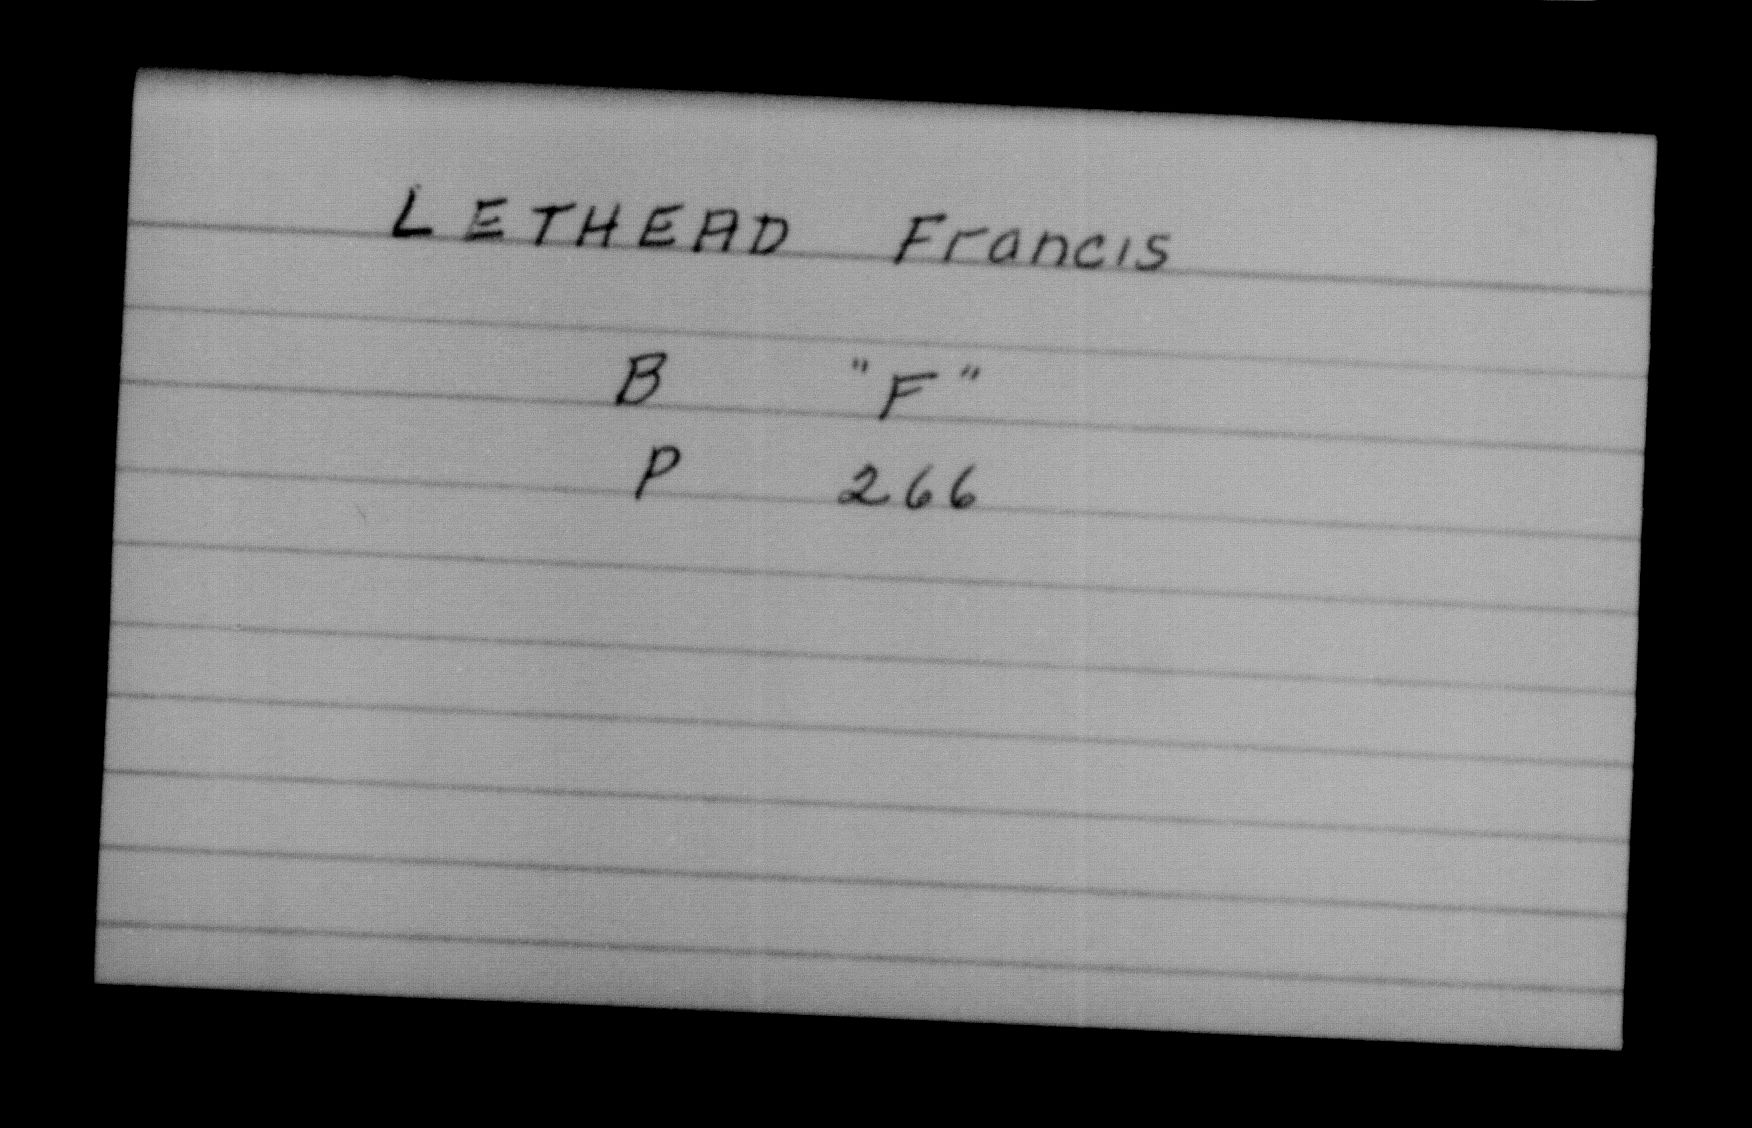 LETHEAD Francis
B "F"
P 266